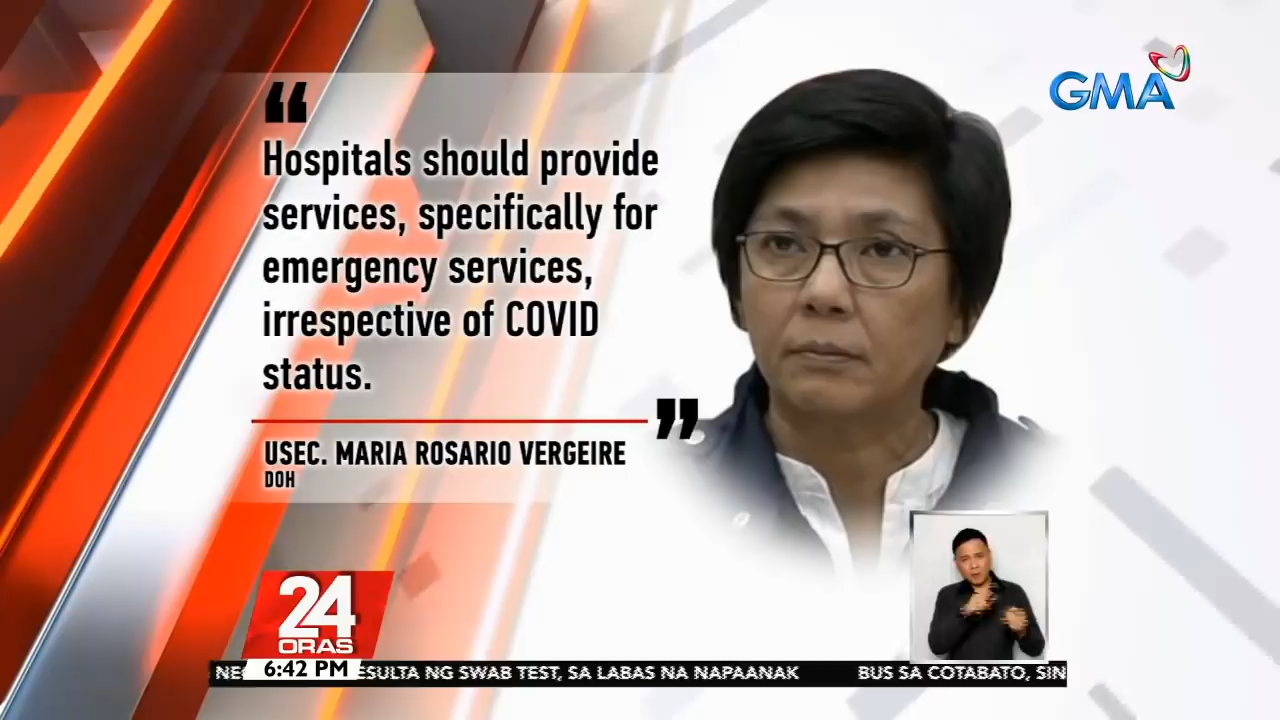 GMA
“
Hospitals should provide
services, specifically for
emergency services,
irrespective of COVID
status.
”
USEC. MARIA ROSARIO VERGEIRE
DOH
24
ORAS
6:42 PM
SULTA NG SWAB TEST, SA LABAS NA NAPAANAK
BUS SA COTABATO,